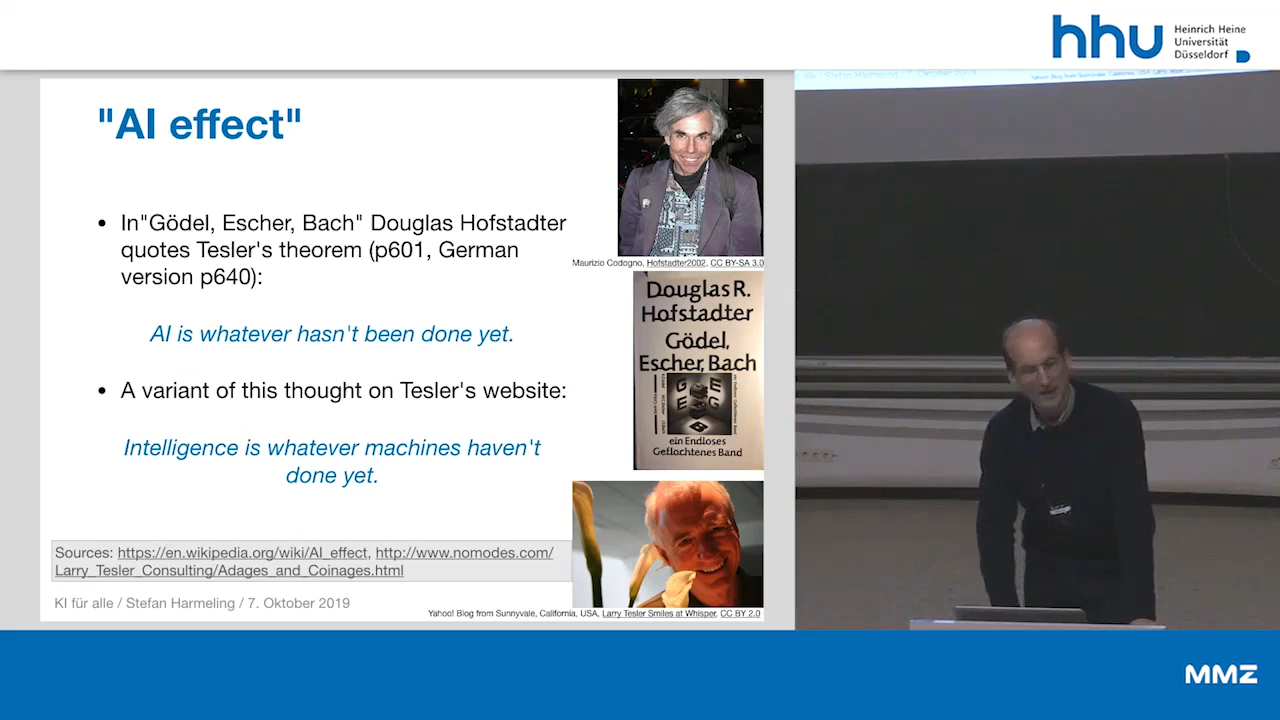 hhu Heinrich Heine
Universität
Düsseldorf
"AI effect"
• In"Gödel, Escher, Bach" Douglas Hofstadter
quotes Tesler's theorem (p601, German
version p640):
AI is whatever hasn't been done yet.
• A variant of this thought on Tesler's website:
Intelligence is whatever machines haven't
done yet.
Sources: https://en.wikipedia.org/wiki/AI_effect, http://www.nomodes.com/
Larry_Tesler_Consulting/Adages_and_Coinages.html
KI für alle / Stefan Harmeling / 7. Oktober 2019
Maurizio Codogno, Hofstadter2002, CC BY-SA 3.0
Douglas R.
Hofstadter
Gödel,
Escher, Bach
ein Endloses
Geflochtenes Band
Yahoo! Blog from Sunnyvale, California, USA, Larry Tesler Smiles at Whisper, CC BY 2.0
MMZ